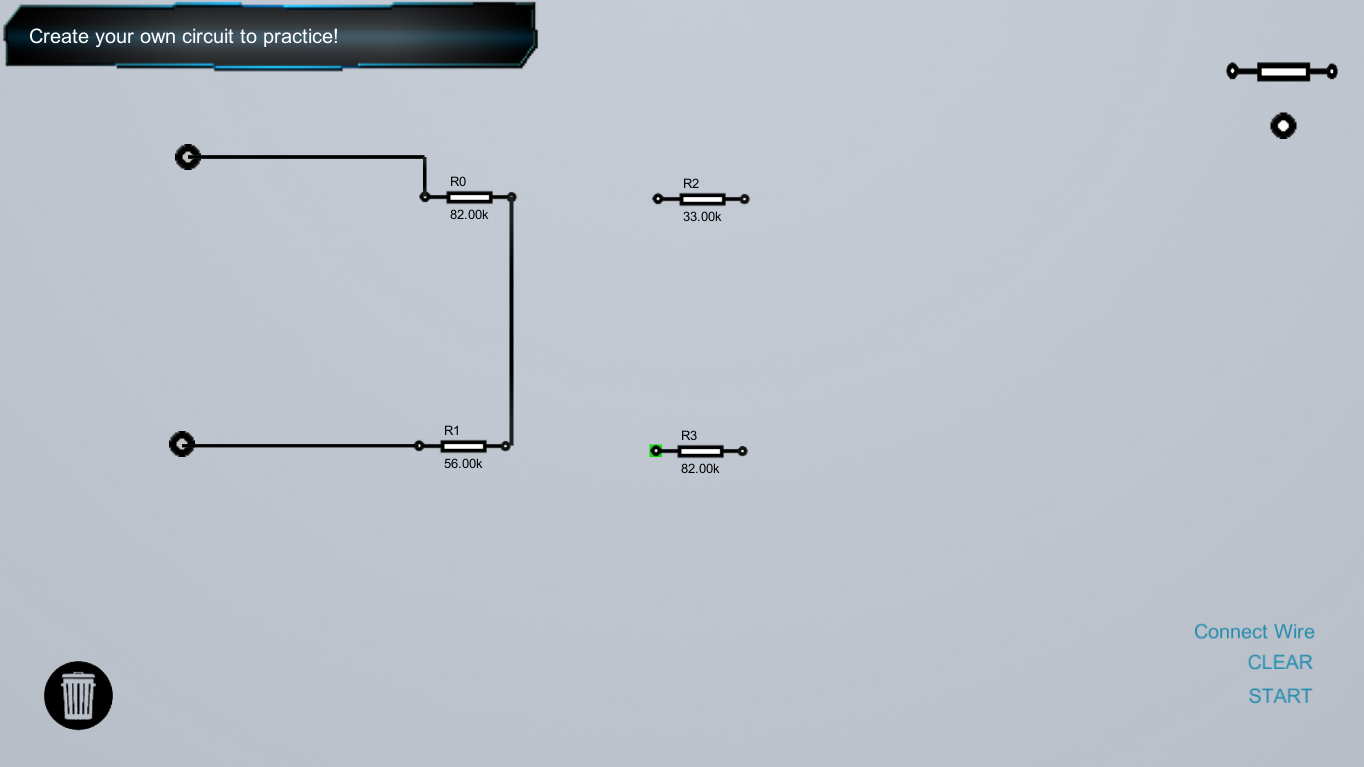 Create your own circuit to practice!
R0
82.00k
R2
33.00k
R1
56.00k
R3
82.00k
Connect Wire
CLEAR
START